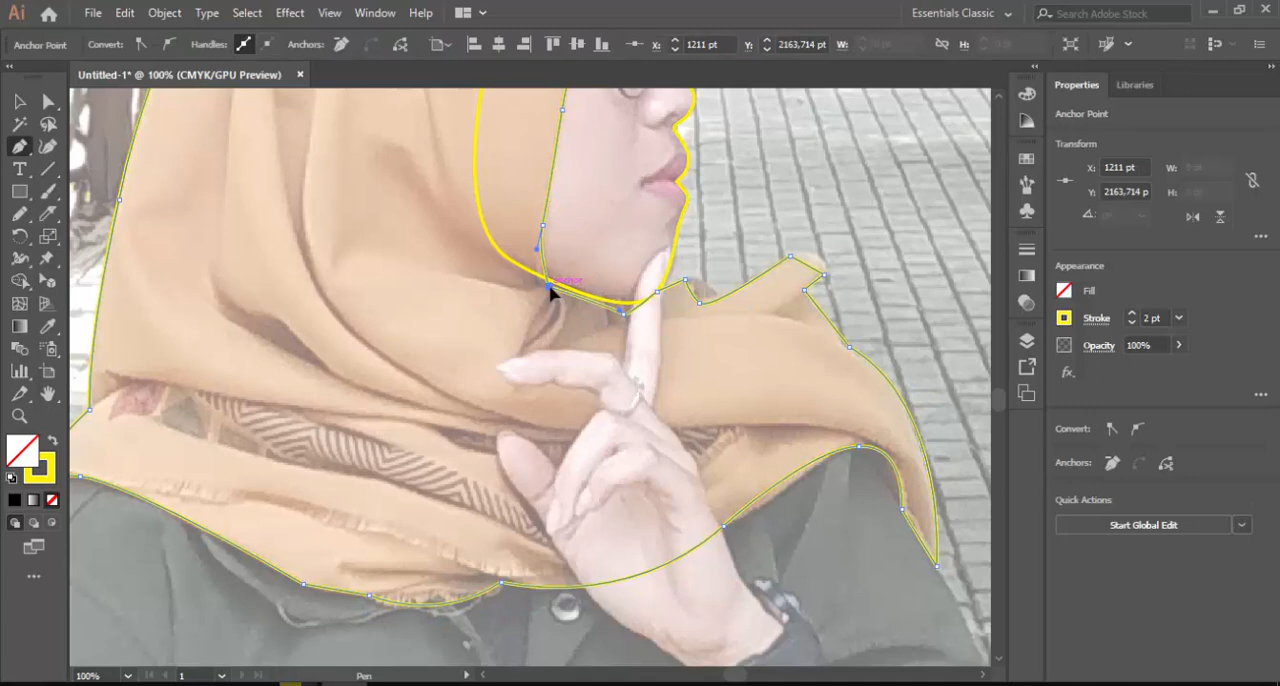 Ai File Edit Object Type Select Effect View Window Help Essentials Classic Search Adobe Stock
Anchor Point Convert: Handles: Anchors: X: 1211 pt Y: 2163,714 pt W: H:
Untitled-1* @ 100% (CMYK/GPU Preview) ×
Properties Libraries
Anchor Point
Transform
X: 1211 pt W:
Y: 2163,714 p H:
Appearance
Fill
Stroke 2 pt
Opacity 100%
fx.
Convert:
Anchors:
Quick Actions
Start Global Edit
100% 1 Pen